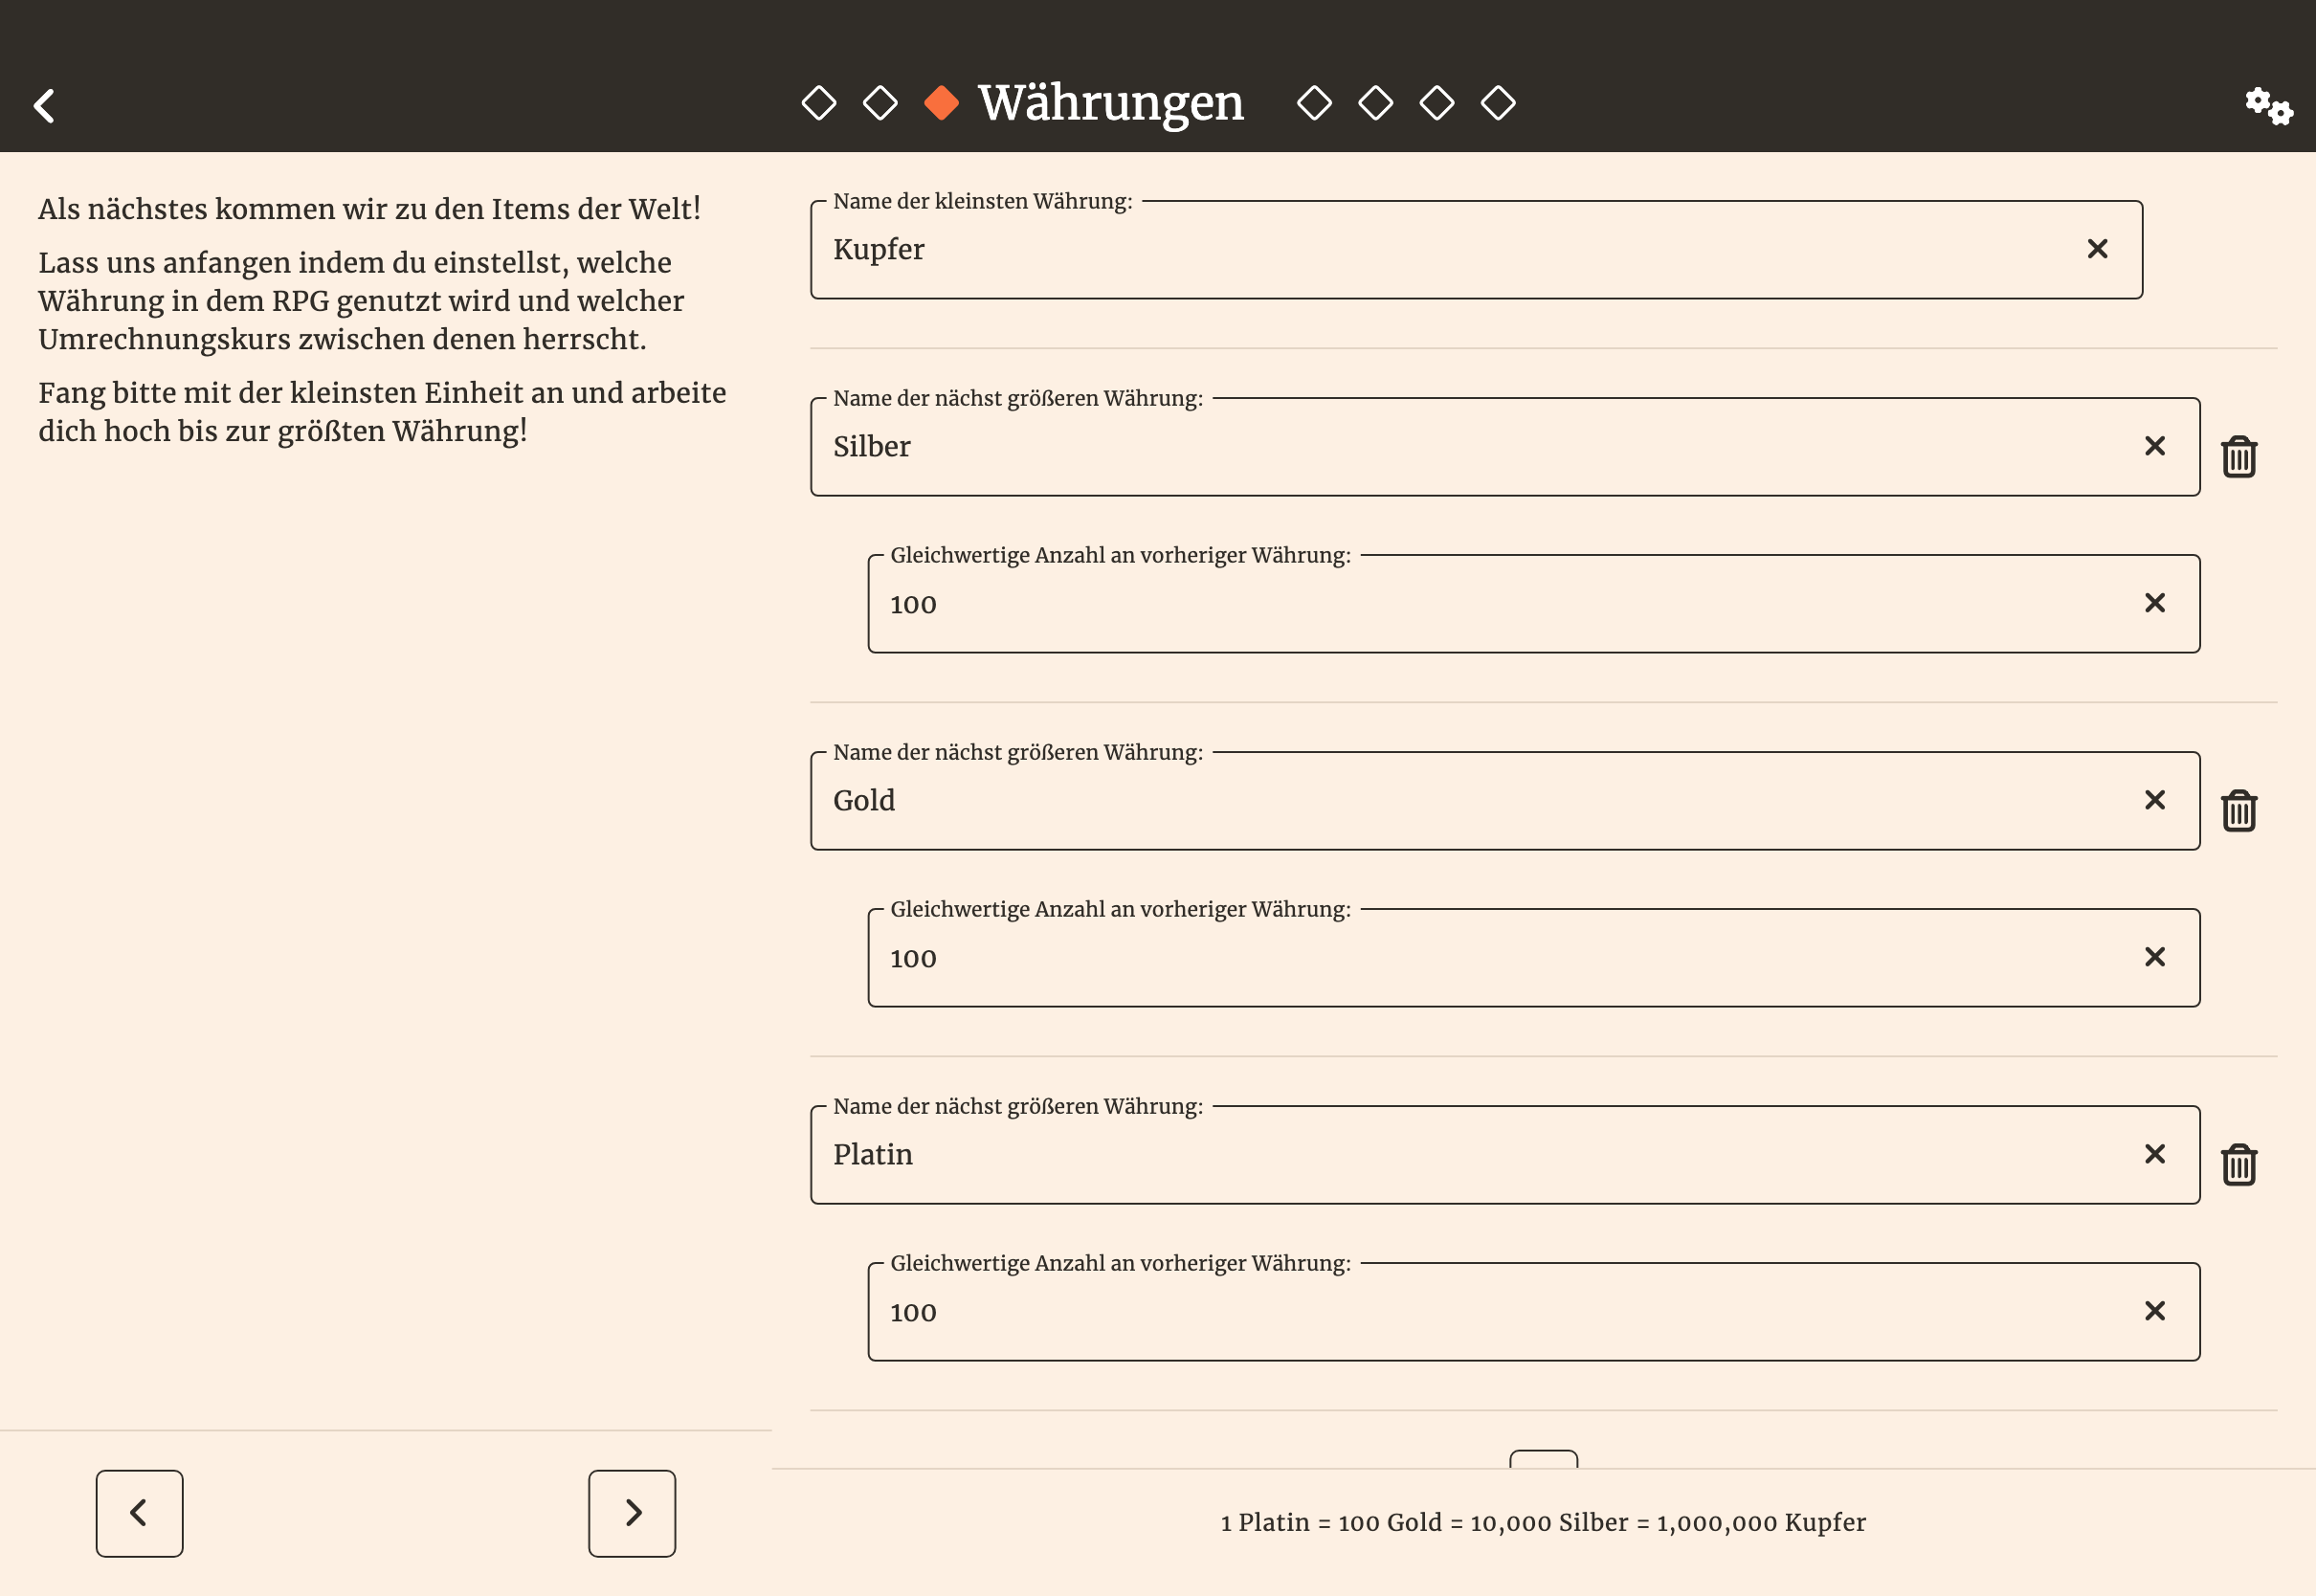 Währungen
Als nächstes kommen wir zu den Items der Welt!
Lass uns anfangen indem du einstellst, welche
Währung in dem RPG genutzt wird und welcher
Umrechnungskurs zwischen denen herrscht.
Fang bitte mit der kleinsten Einheit an und arbeite
dich hoch bis zur größten Währung!
Name der kleinsten Währung:
Kupfer
Name der nächst größeren Währung:
Silber
Gleichwertige Anzahl an vorheriger Währung:
100
Name der nächst größeren Währung:
Gold
Gleichwertige Anzahl an vorheriger Währung:
100
Name der nächst größeren Währung:
Platin
Gleichwertige Anzahl an vorheriger Währung:
100
1 Platin = 100 Gold = 10,000 Silber = 1,000,000 Kupfer